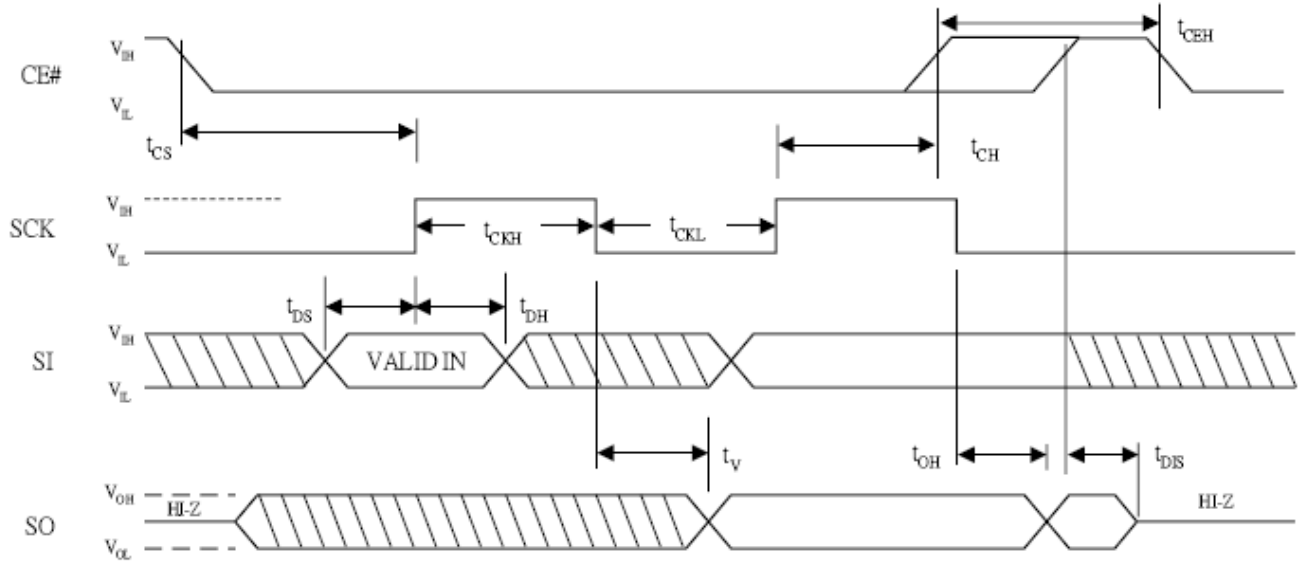 V_IH
CE#
V_IL
t_CEH
t_CS
t_CH
V_IH
SCK
V_IL
t_CKH
t_CKL
t_DS
t_DH
V_IH
SI
V_IL
VALID IN
t_V
t_OH
t_DIS
V_OH
HI-Z
HI-Z
SO
V_OL